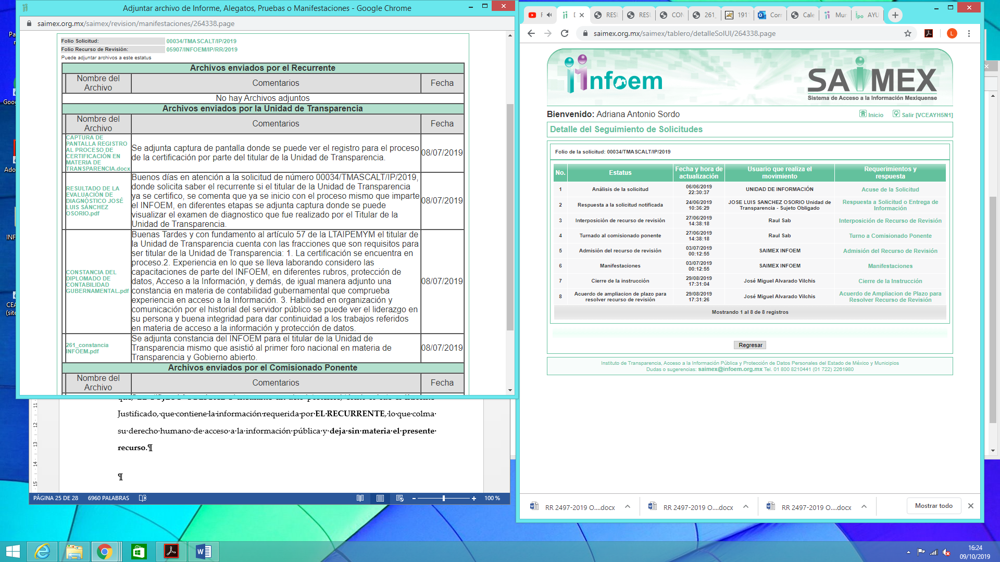 Adjuntar archivo de Informe, Alegatos, Pruebas o Manifestaciones - Google Chrome
saimex.org.mx/saimex/revision/manifestaciones/264338.page
Folio Solicitud: 00034/TMASCALT/IP/2019
Folio Recurso de Revisión: 05907/INFOEM/IP/RR/2019
Puede adjuntar archivos a este estatus
Archivos enviados por el Recurrente
Nombre del
Archivo
Comentarios
Fecha
No hay Archivos adjuntos
Archivos enviados por la Unidad de Transparencia
Nombre del
Archivo
Comentarios
Fecha
CAPTURA DE
PANTALLA REGISTRO
AL PROCESO DE
CERTIFICACIÓN EN
MATERIA DE
TRANSPARENCIA.docx
Se adjunta captura de pantalla donde se puede ver el registro para el proceso
de la certificación por parte del titular de la Unidad de Transparencia.
08/07/2019
RESULTADO DE LA
EVALUACIÓN DE
DIAGNÓSTICO JOSÉ
LUIS SÁNCHEZ
OSORIO.pdf
Buenos días en atención a la solicitud de número 00034/TMASCALT/IP/2019,
donde solicita saber el recurrente si el titular de la Unidad de Transparencia
ya se certifico, se comenta que ya se inicio con el proceso mismo que imparte
el INFOEM, en diferentes etapas se adjunta captura donde se puede
visualizar el examen de diagnostico que fue realizado por el Titular de la
Unidad de Transparencia.
08/07/2019
CONSTANCIA DEL
DIPLOMADO DE
CONTABILIDAD
GUBERNAMENTAL.pdf
Buenas Tardes y con fundamento al artículo 57 de la LTAIPEMYM el titular de
la Unidad de Transparencia cuenta con las fracciones que son requisitos para
ser titular de la Unidad de Transparencia: 1. La certificación se encuentra en
proceso.2. Experiencia en lo que se lleva laborando considero las
capacitaciones de parte del INFOEM, en diferentes rubros, protección de
datos, Acceso a la Información, y demás, de igual manera adjunto una
constancia en materia de contabilidad gubernamental que comprueba
experiencia en acceso a la Información. 3. Habilidad en organización y
comunicación por el historial del servidor público se puede ver el liderazgo en
su persona y buena integridad para dar continuidad a los trabajos referidos
en materia de acceso a la información y protección de datos.
08/07/2019
261_constancia
INFOEM.pdf
Se adjunta constancia del INFOEM para el titular de la Unidad de
Transparencia mismo que asistió al primer foro nacional en materia de
Transparencia y Gobierno abierto.
08/07/2019
Archivos enviados por el Comisionado Ponente
Nombre del
Archivo
Comentarios
Fecha
Justificado, que contiene la información requerida por EL RECURRENTE, lo que colma
su derecho humano de acceso a la información pública y deja sin materia el presente
recurso.¶
¶
11
12
13
14
15
PÁGINA 25 DE 28 6960 PALABRAS 100 %
RESU
RESU
CON
261_
191
Corr
Cale
Mur
AYU
saimex.org.mx/saimex/tablero/detalleSolUI/264338.page
L
infoem
SAIMEX
Sistema de Acceso a la Información Mexiquense
Bienvenido: Adriana Antonio Sordo
Inicio Salir [VCEAYH5N1]
Detalle del Seguimiento de Solicitudes
Folio de la solicitud: 00034/TMASCALT/IP/2019
No. Estatus Fecha y hora de actualización Usuario que realiza el movimiento Requerimientos y respuesta
1 Análisis de la solicitud 06/06/2019 22:30:37 UNIDAD DE INFORMACIÓN Acuse de la Solicitud
2 Respuesta a la solicitud notificada 24/06/2019 10:36:29 JOSE LUIS SANCHEZ OSORIO Unidad de Transparencia - Sujeto Obligado Respuesta a Solicitud o Entrega de Información
3 Interposición de recurso de revisión 27/06/2019 14:38:18 Raul Sab Interposición de Recurso de Revisión
4 Turnado al comisionado ponente 27/06/2019 14:38:18 Raul Sab Turno a Comisionado Ponente
5 Admisión del recurso de revisión 03/07/2019 00:12:55 SAIMEX INFOEM Admisión del Recurso de Revisión
6 Manifestaciones 03/07/2019 00:12:55 SAIMEX INFOEM Manifestaciones
7 Cierre de la instrucción 29/08/2019 17:31:04 José Miguel Alvarado Vilchis Cierre de la Instrucción
8 Acuerdo de ampliacion de plazo para resolver recurso de revisión 29/08/2019 17:31:26 José Miguel Alvarado Vilchis Acuerdo de Ampliacion de Plazo para Resolver Recurso de Revisión
Mostrando 1 al 8 de 8 registros
Regresar
Instituto de Transparencia, Acceso a la Información Pública y Protección de Datos Personales del Estado de México y Municipios
Dudas o sugerencias: saimex@infoem.org.mx Tel. 01 800 8210441 (01 722) 2261980
RR 2497-2019 O....docx
RR 2497-2019 O....docx
RR 2497-2019 O....docx
Mostrar todo
16:24
09/10/2019